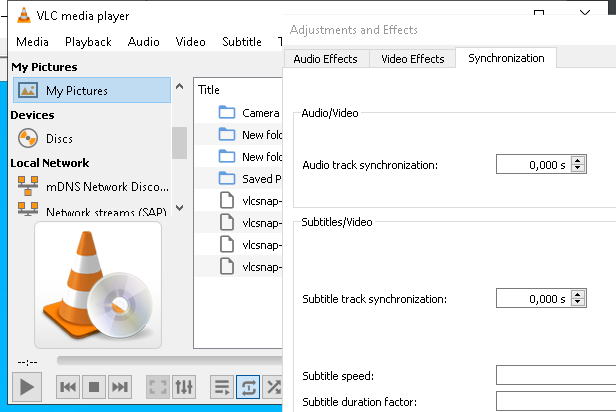 VLC media player
Media Playback Audio Video Subtitle
My Pictures
My Pictures
Devices
Discs
Local Network
mDNS Network Disco...
Network streams (SAP)
Title
Camera
New fold
New fold
Saved P
vlcsnap-
vlcsnap-
vlcsnap-
vlcsnap-
--:--
Adjustments and Effects
Audio Effects Video Effects Synchronization
Audio/Video
Audio track synchronization: 0,000 s
Subtitles/Video
Subtitle track synchronization: 0,000 s
Subtitle speed:
Subtitle duration factor: